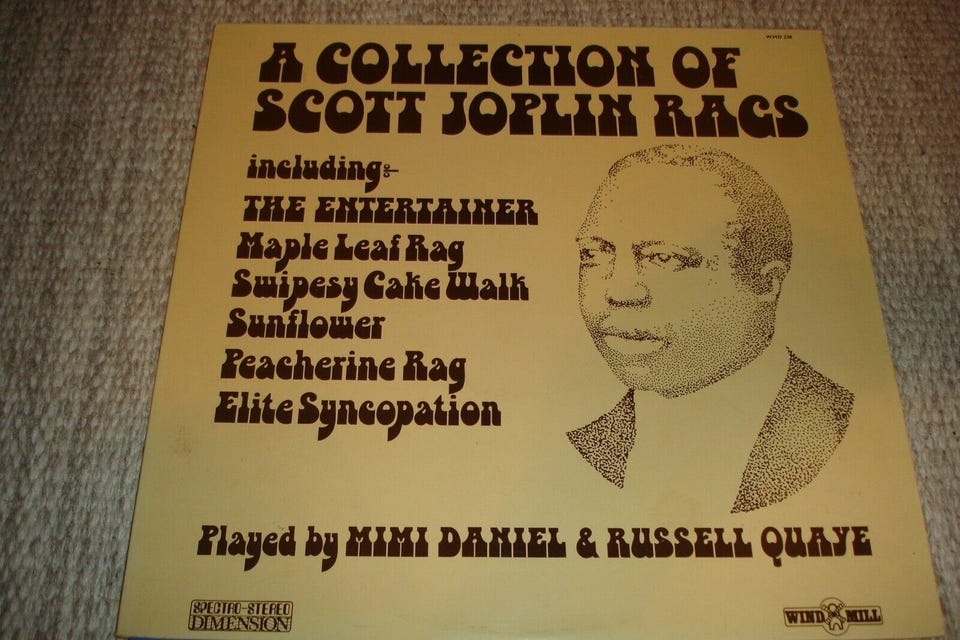 WMD 238
A COLLECTION OF
SCOTT JOPLIN RAGS
including:-
THE ENTERTAINER
Maple Leaf Rag
Swipesy Cake Walk
Sunflower
Peacherine Rag
Elite Syncopation
Played by MIMI DANIEL & RUSSELL QUAYE
SPECTRO-STEREO
DIMENSION
WIND MILL